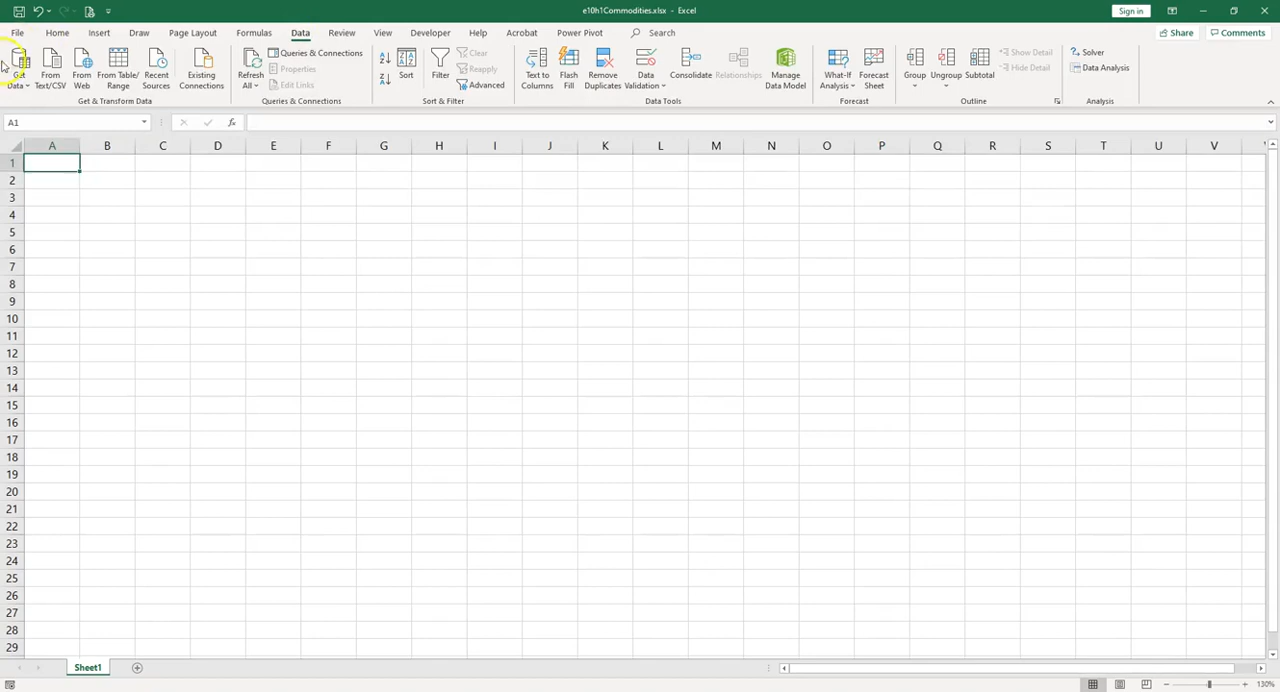 e10h1Commodities.xlsx - Excel
Sign in
File Home Insert Draw Page Layout Formulas Data Review View Developer Help Acrobat Power Pivot Search Share Comments
Get Data From Text/CSV From Web From Table/ Range Recent Sources Existing Connections
Get & Transform Data
Refresh All Queries & Connections Properties Edit Links
Queries & Connections
Sort Filter Clear Reapply Advanced
Sort & Filter
Text to Columns Flash Fill Remove Duplicates Data Validation Consolidate Relationships Manage Data Model
Data Tools
What-If Analysis Forecast Sheet
Forecast
Group Ungroup Subtotal Show Detail Hide Detail
Outline
Solver Data Analysis
Analysis
A1 fx
A B C D E F G H I J K L M N O P Q R S T U V
1
2
3
4
5
6
7
8
9
10
11
12
13
14
15
16
17
18
19
20
21
22
23
24
25
26
27
28
29
Sheet1
130%